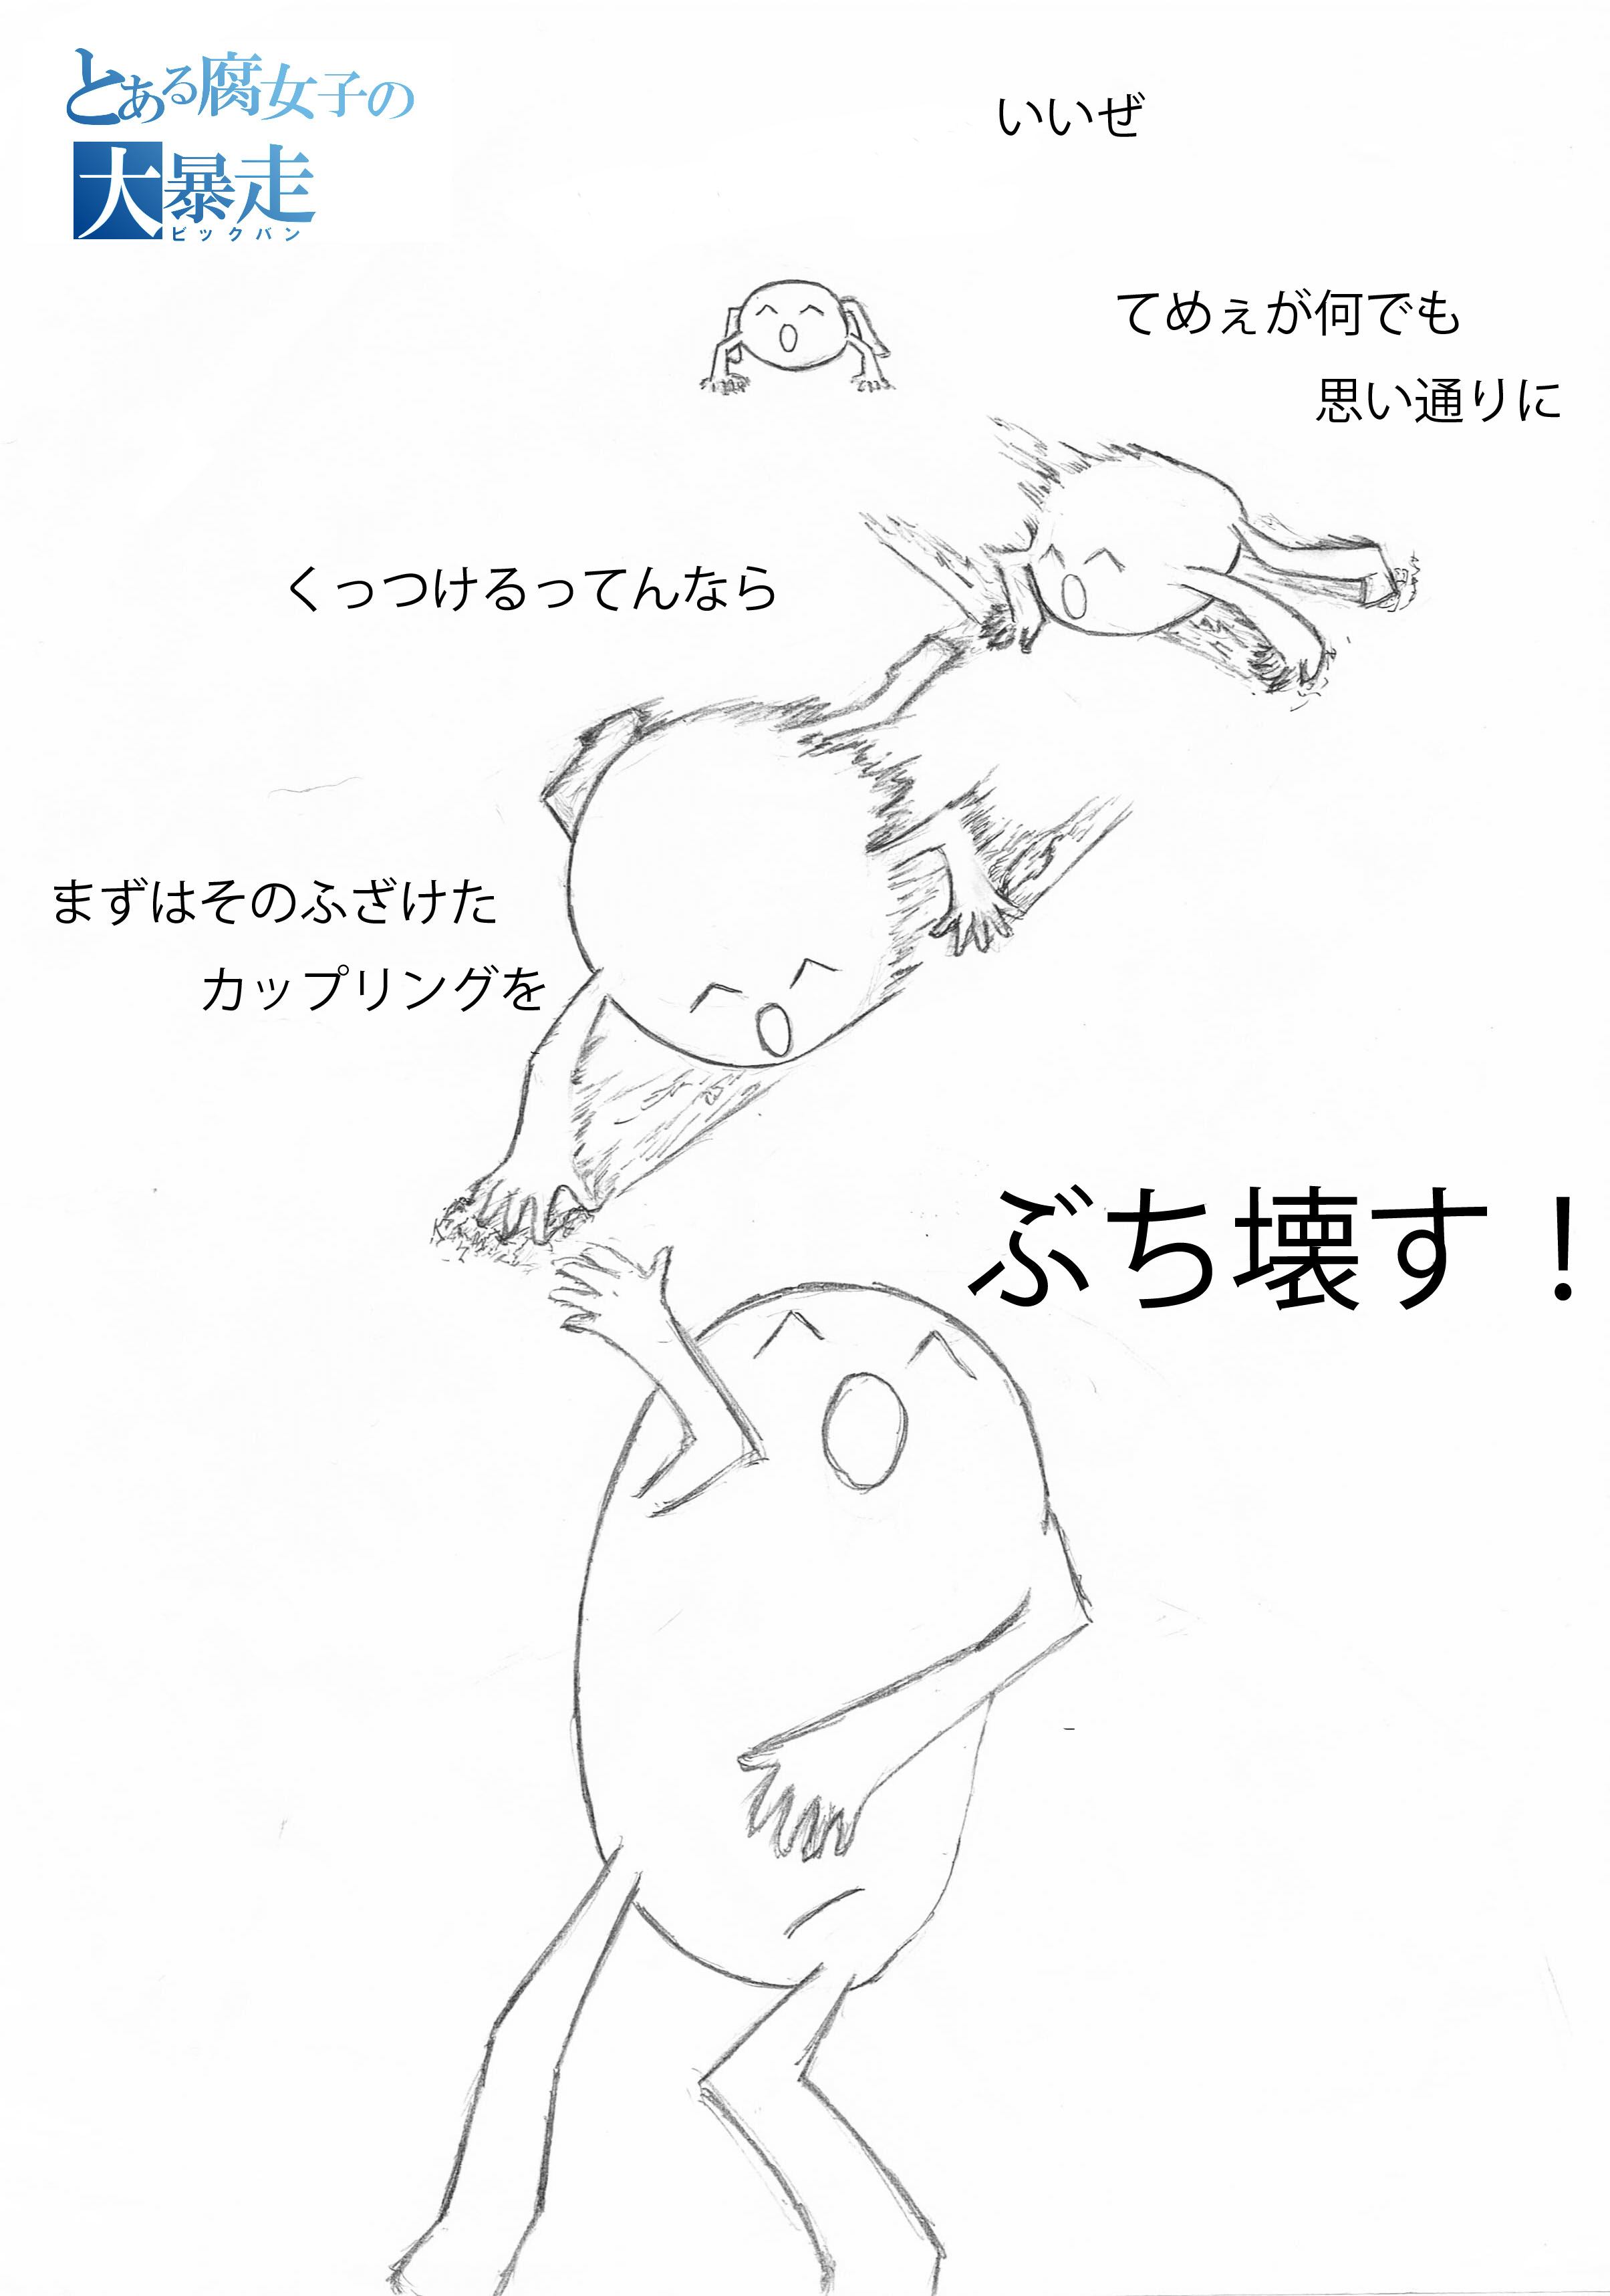 とある腐女子の
大暴走
ビックバン
いいぜ
てめぇが何でも
思い通りに
くっつけるってんなら
まずはそのふざけた
カップリングを
ぶち壊す！